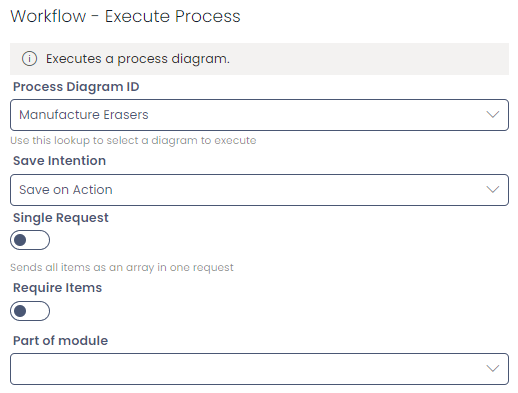 Workflow - Execute Process
Executes a process diagram.
Process Diagram ID
Manufacture Erasers
Use this lookup to select a diagram to execute
Save Intention
Save on Action
Single Request
Sends all items as an array in one request
Require Items
Part of module